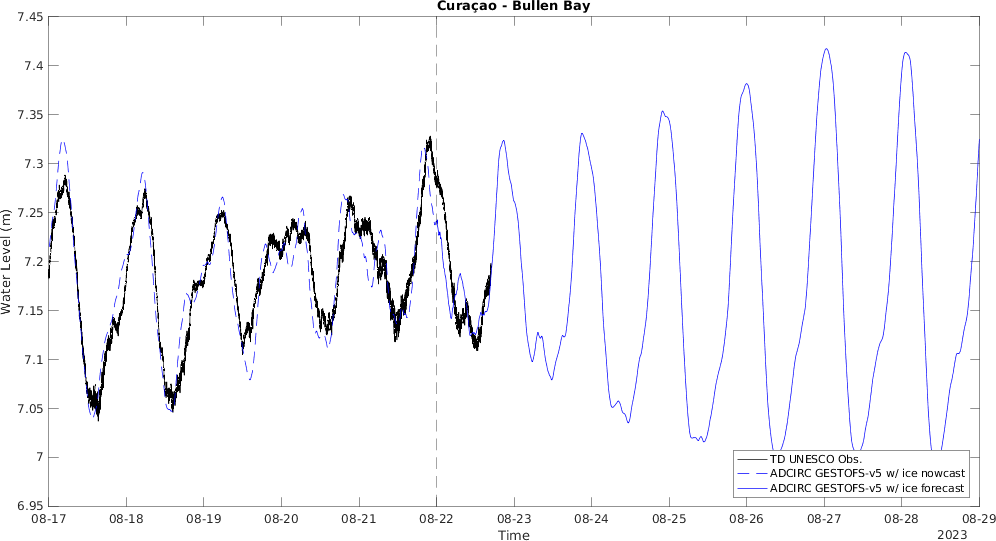 Curaçao - Bullen Bay
7.45
7.4
7.35
7.3
7.25
7.2
7.15
7.1
7.05
7
6.95
Water Level (m)
TD UNESCO Obs.
ADCIRC GESTOFS-v5 w/ ice nowcast
ADCIRC GESTOFS-v5 w/ ice forecast
08-17 08-18 08-19 08-20 08-21 08-22 08-23 08-24 08-25 08-26 08-27 08-28 08-29
Time
2023